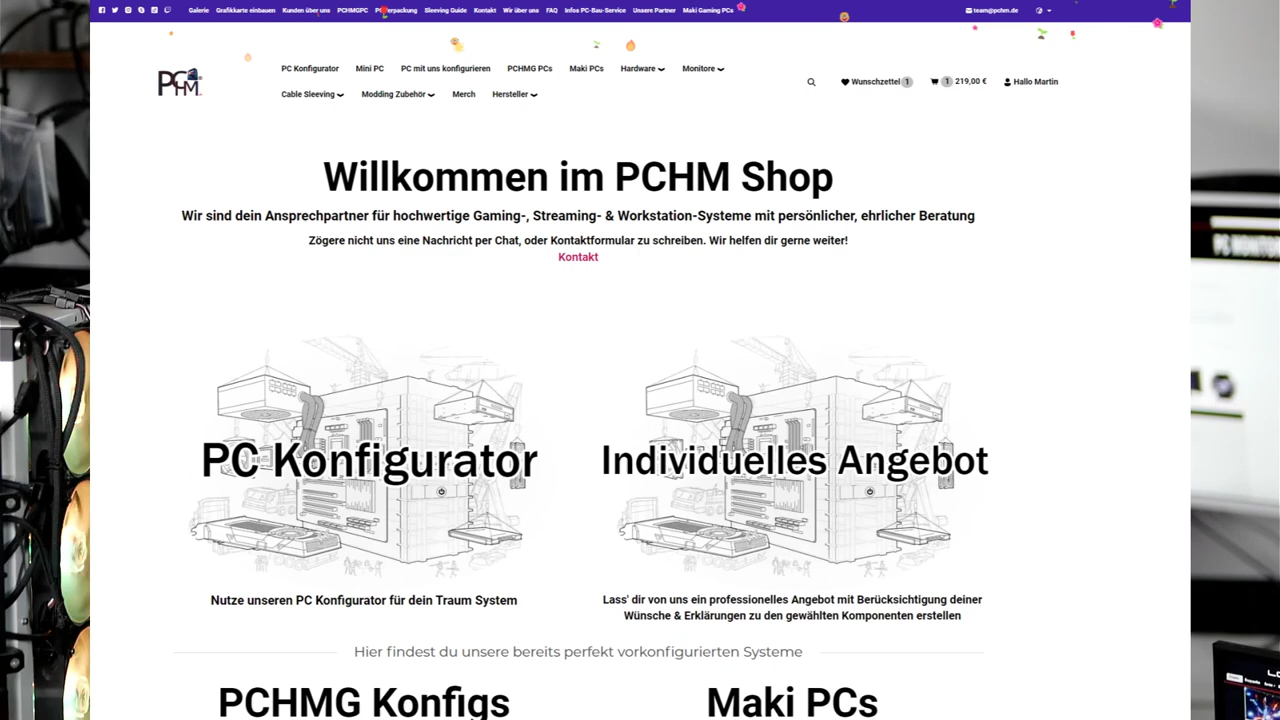 Galerie Grafikkarte einbauen Kunden über uns PCHMGPC Sleeving Guide Kontakt Wir über uns FAQ Infos PC-Bau-Service Unsere Partner Maki Gaming PCs team@pchm.de
PCHM
PC Konfigurator Mini PC PC mit uns konfigurieren PCHMG PCs Maki PCs Hardware Monitore
Wunschzettel 1 1 219,00 € Hallo Martin
Cable Sleeving Modding Zubehör Merch Hersteller
Willkommen im PCHM Shop
Wir sind dein Ansprechpartner für hochwertige Gaming-, Streaming- & Workstation-Systeme mit persönlicher, ehrlicher Beratung
Zögere nicht uns eine Nachricht per Chat, oder Kontaktformular zu schreiben. Wir helfen dir gerne weiter!
Kontakt
PC Konfigurator
Individuelles Angebot
Nutze unseren PC Konfigurator für dein Traum System
Lass' dir von uns ein professionelles Angebot mit Berücksichtigung deiner
Wünsche & Erklärungen zu den gewählten Komponenten erstellen
Hier findest du unsere bereits perfekt vorkonfigurierten Systeme
PCHMG Konfigs
Maki PCs